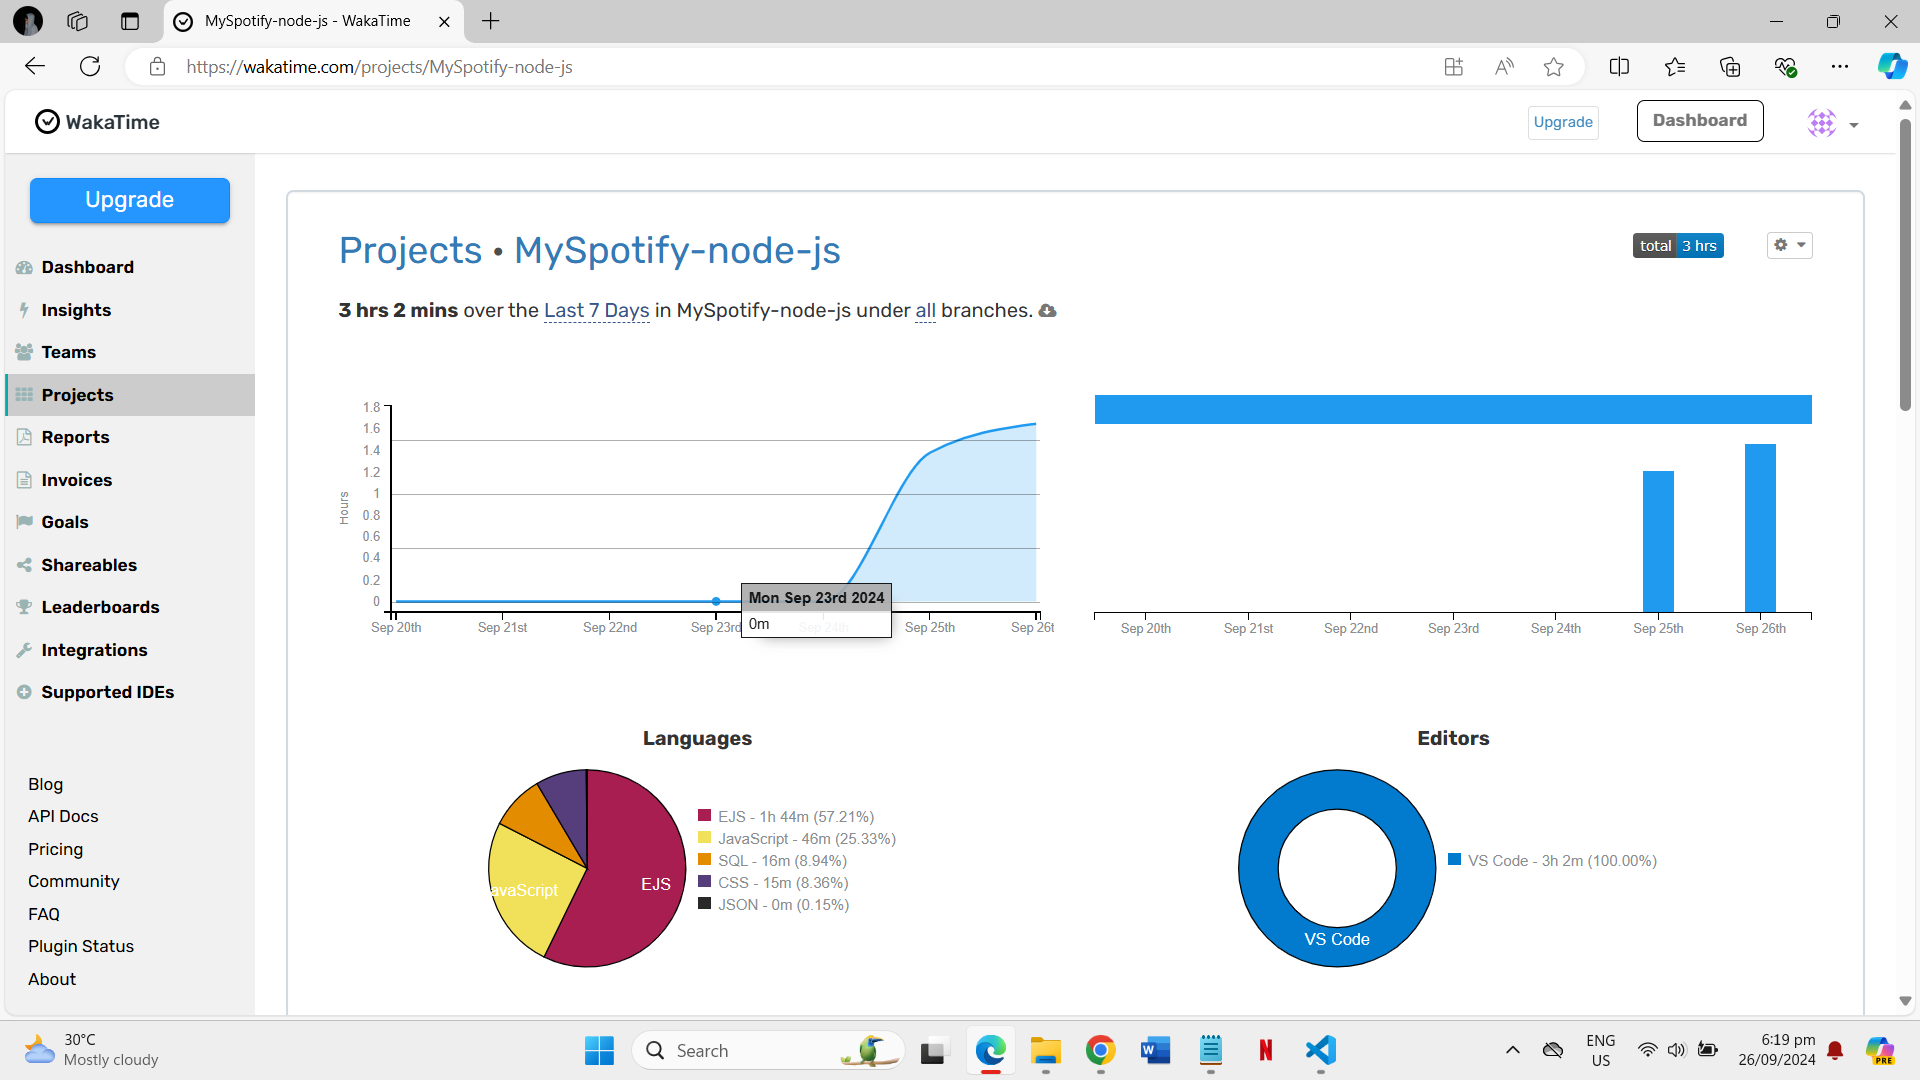 MySpotify-node-js - WakaTime
https://wakatime.com/projects/MySpotify-node-js
WakaTime
Upgrade
Dashboard
Upgrade
Dashboard
Insights
Teams
Projects
Reports
Invoices
Goals
Shareables
Leaderboards
Integrations
Supported IDEs
Blog
API Docs
Pricing
Community
FAQ
Plugin Status
About
Projects • MySpotify-node-js
total 3 hrs
3 hrs 2 mins over the Last 7 Days in MySpotify-node-js under all branches.
Hours
1.8
1.6
1.4
1.2
1
0.8
0.6
0.4
0.2
0
Sep 20th Sep 21st Sep 22nd Sep 23rd Sep 24th Sep 25th Sep 26t
Mon Sep 23rd 2024
0m
Sep 20th Sep 21st Sep 22nd Sep 23rd Sep 24th Sep 25th Sep 26th
Languages
EJS
avaScript
EJS - 1h 44m (57.21%)
JavaScript - 46m (25.33%)
SQL - 16m (8.94%)
CSS - 15m (8.36%)
JSON - 0m (0.15%)
Editors
VS Code
VS Code - 3h 2m (100.00%)
30°C
Mostly cloudy
Search
W
N
ENG
US
6:19 pm
26/09/2024
PRE